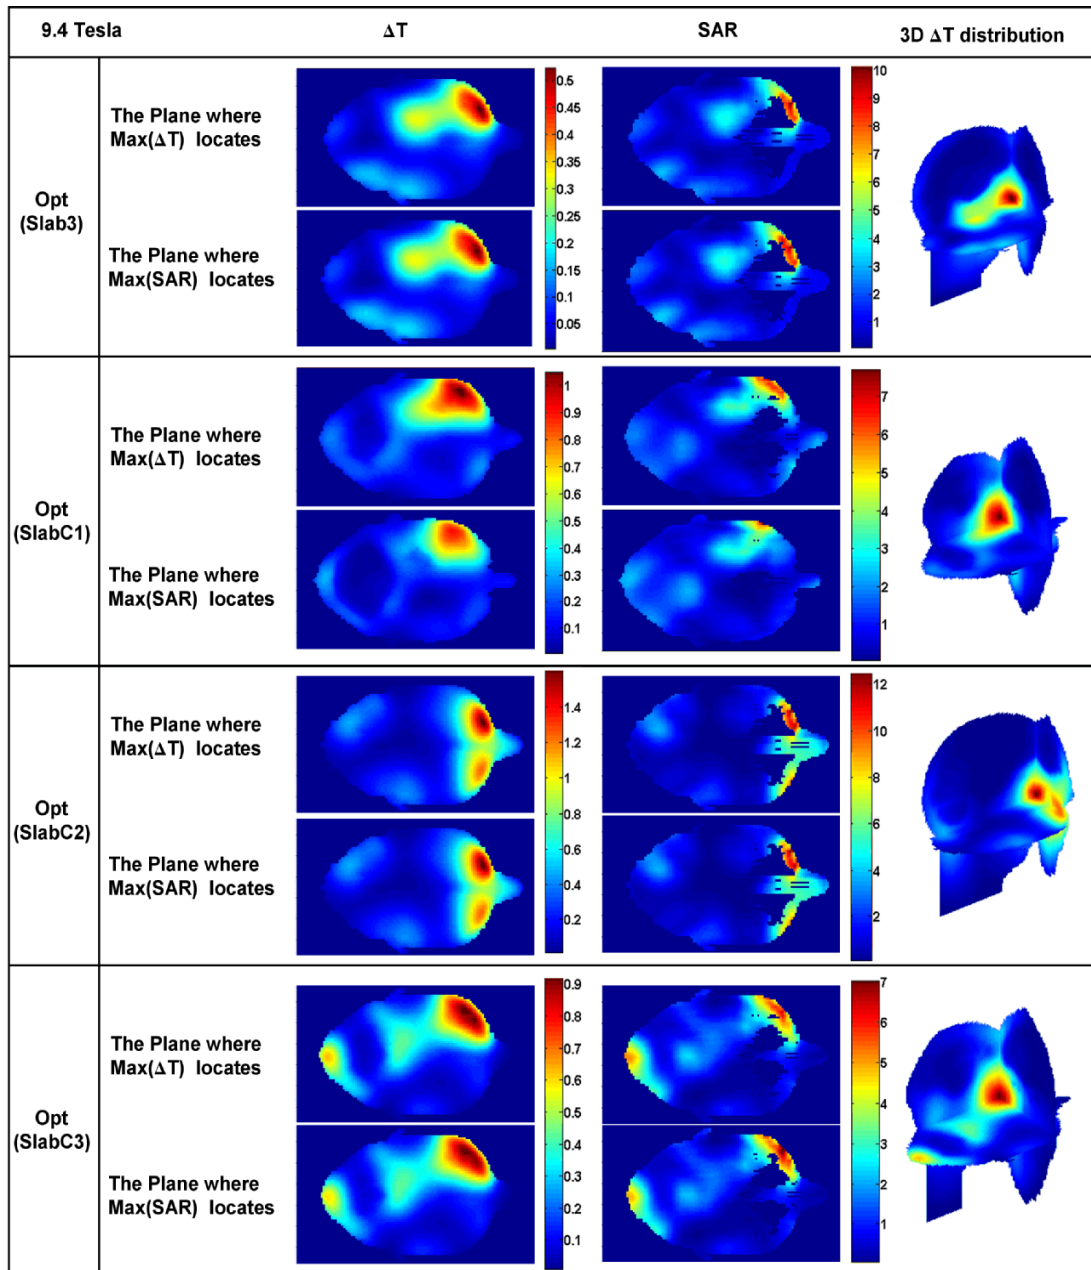 9.4 Tesla ΔT SAR 3D ΔT distribution
Opt
(Slab3)
The Plane where
Max(ΔT) locates
0.5
0.45
0.4
0.35
0.3
0.25
0.2
0.15
0.1
0.05
10
9
8
7
6
5
4
3
2
1
The Plane where
Max(SAR) locates
Opt
(SlabC1)
The Plane where
Max(ΔT) locates
1
0.9
0.8
0.7
0.6
0.5
0.4
0.3
0.2
0.1
7
6
5
4
3
2
1
The Plane where
Max(SAR) locates
Opt
(SlabC2)
The Plane where
Max(ΔT) locates
1.4
1.2
1
0.8
0.6
0.4
0.2
12
10
8
6
4
2
The Plane where
Max(SAR) locates
Opt
(SlabC3)
The Plane where
Max(ΔT) locates
0.9
0.8
0.7
0.6
0.5
0.4
0.3
0.2
0.1
7
6
5
4
3
2
1
The Plane where
Max(SAR) locates